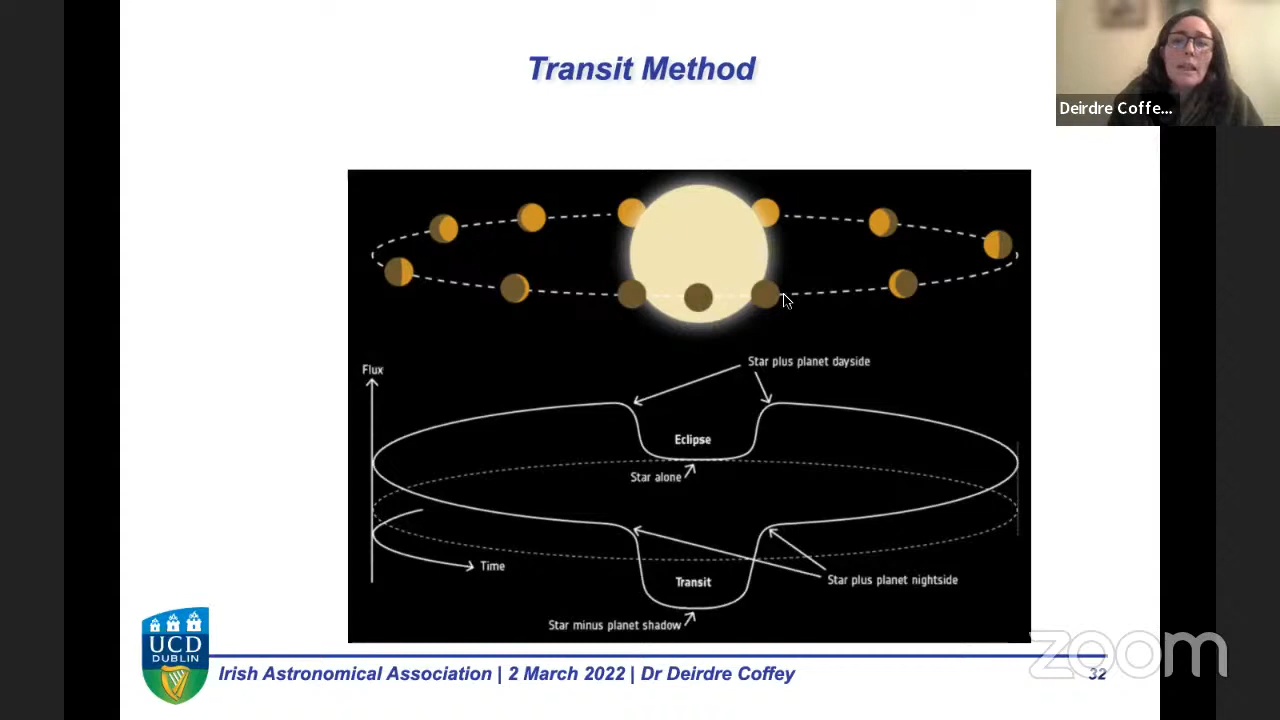 Transit Method
Deirdre Coffe...
Flux
Star plus planet dayside
Eclipse
Star alone
Time
Transit
Star plus planet nightside
Star minus planet shadow
UCD
DUBLIN
Irish Astronomical Association | 2 March 2022 | Dr Deirdre Coffey
32
zoom